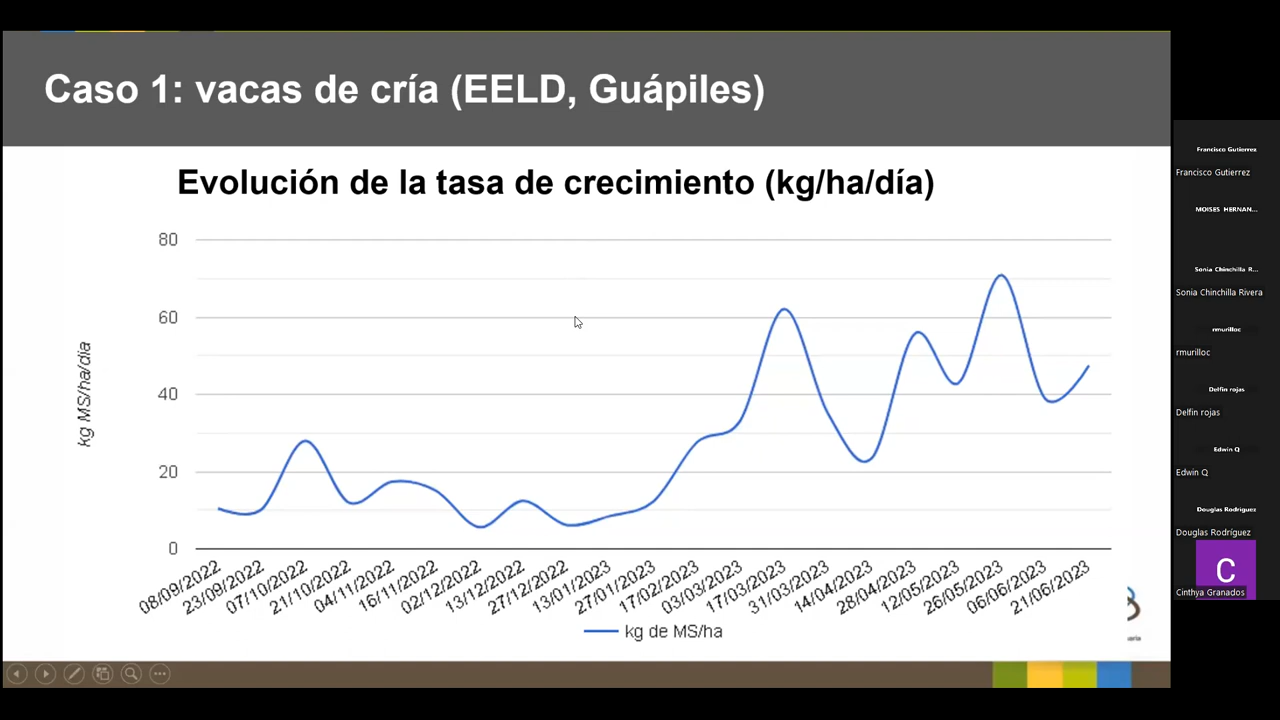 Caso 1: vacas de cría (EELD, Guápiles)
Evolución de la tasa de crecimiento (kg/ha/día)
kg MS/ha/día
80
60
40
20
0
08/09/2022
23/09/2022
07/10/2022
21/10/2022
04/11/2022
16/11/2022
02/12/2022
13/12/2022
27/12/2022
13/01/2023
27/01/2023
17/02/2023
03/03/2023
17/03/2023
31/03/2023
14/04/2023
28/04/2023
12/05/2023
26/05/2023
06/06/2023
21/06/2023
kg de MS/ha
Francisco Gutierrez
Francisco Gutierrez
MOISES HERNAN...
Sonia Chinchilla R...
Sonia Chinchilla Rivera
rmurilloc
rmurilloc
Delfin rojas
Delfin rojas
Edwin Q
Edwin Q
Douglas Rodríguez
Douglas Rodríguez
C
Cinthya Granados